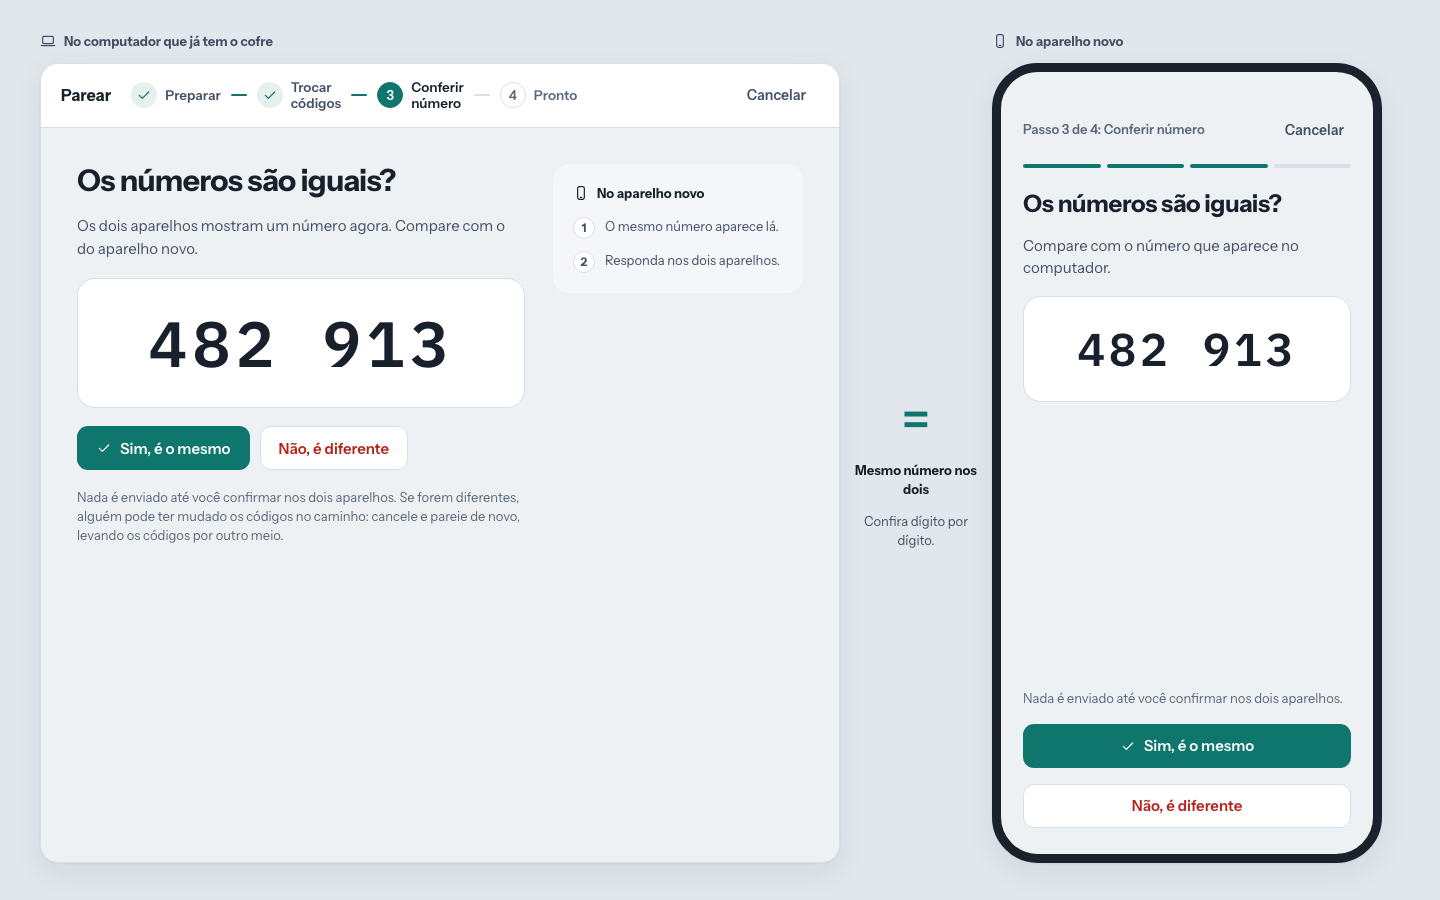 No computador que já tem o cofre
Parear
Preparar
Trocar
códigos
3
Conferir
número
4
Pronto
Cancelar
Os números são iguais?
Os dois aparelhos mostram um número agora. Compare com o
do aparelho novo.
482 913
Sim, é o mesmo
Não, é diferente
Nada é enviado até você confirmar nos dois aparelhos. Se forem diferentes,
alguém pode ter mudado os códigos no caminho: cancele e pareie de novo,
levando os códigos por outro meio.
No aparelho novo
1 O mesmo número aparece lá.
2 Responda nos dois aparelhos.
=
Mesmo número nos
dois
Confira dígito por
dígito.
No aparelho novo
Passo 3 de 4: Conferir número
Cancelar
Os números são iguais?
Compare com o número que aparece no
computador.
482 913
Nada é enviado até você confirmar nos dois aparelhos.
Sim, é o mesmo
Não, é diferente